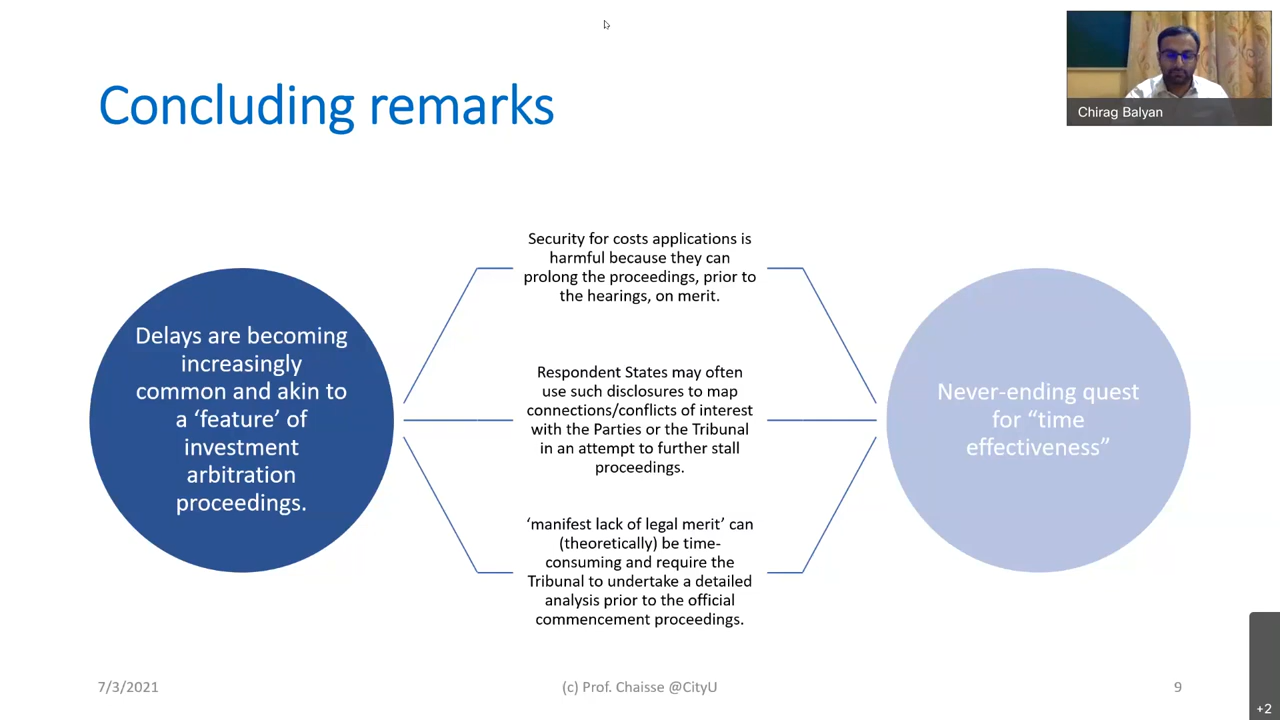 Concluding remarks
Chirag Balyan
Delays are becoming
increasingly
common and akin to
a ‘feature’ of
investment
arbitration
proceedings.
Security for costs applications is
harmful because they can
prolong the proceedings, prior to
the hearings, on merit.
Respondent States may often
use such disclosures to map
connections/conflicts of interest
with the Parties or the Tribunal
in an attempt to further stall
proceedings.
‘manifest lack of legal merit’ can
(theoretically) be time-
consuming and require the
Tribunal to undertake a detailed
analysis prior to the official
commencement proceedings.
Never-ending quest
for “time
effectiveness”
7/3/2021
(c) Prof. Chaisse @CityU
9
+2